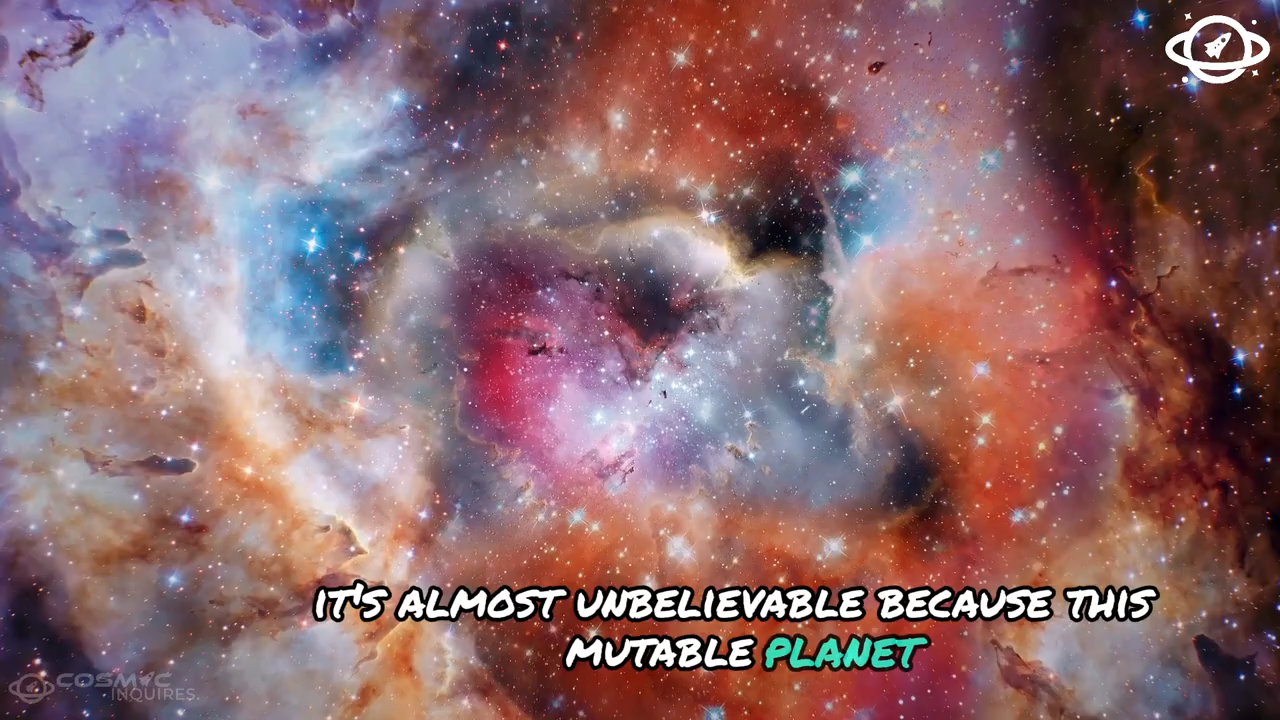 IT'S ALMOST UNBELIEVABLE BECAUSE THIS
MUTABLE PLANET
COSMIC
INQUIRES